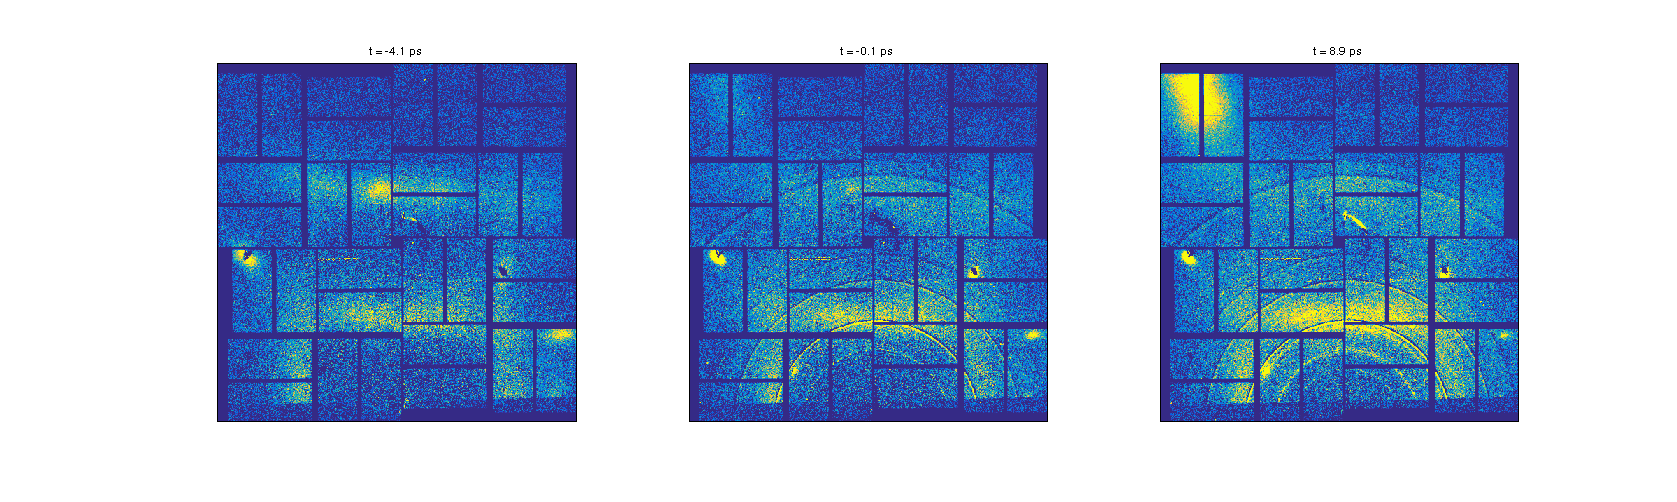 t = -4.1 ps
t = -0.1 ps
t = 8.9 ps